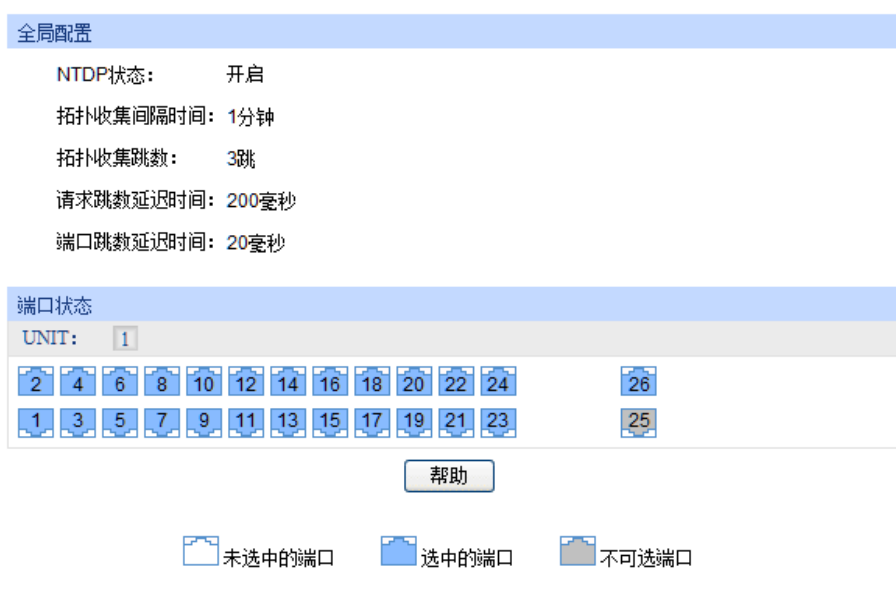 全局配置
NTDP状态： 开启
拓扑收集间隔时间： 1分钟
拓扑收集跳数： 3跳
请求跳数延迟时间： 200毫秒
端口跳数延迟时间： 20毫秒
端口状态
UNIT： 1
2 4 6 8 10 12 14 16 18 20 22 24 26
1 3 5 7 9 11 13 15 17 19 21 23 25
帮助
未选中的端口 选中的端口 不可选端口